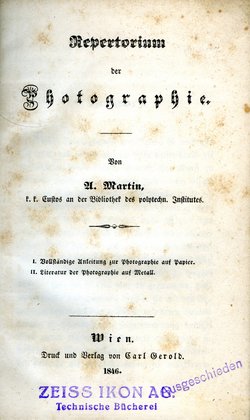 Repertorium
der
Photographie.
Von
A. Martin,
k. k. Custos an der Bibliothek des polytechn. Institutes.
I. Vollständige Anleitung zur Photographie auf Papier.
II. Literatur der Photographie auf Metall.
Wien.
Druck und Verlag von Carl Gerold.
1846.
Ausgeschieden
ZEISS IKON AG.
Technische Bücherei